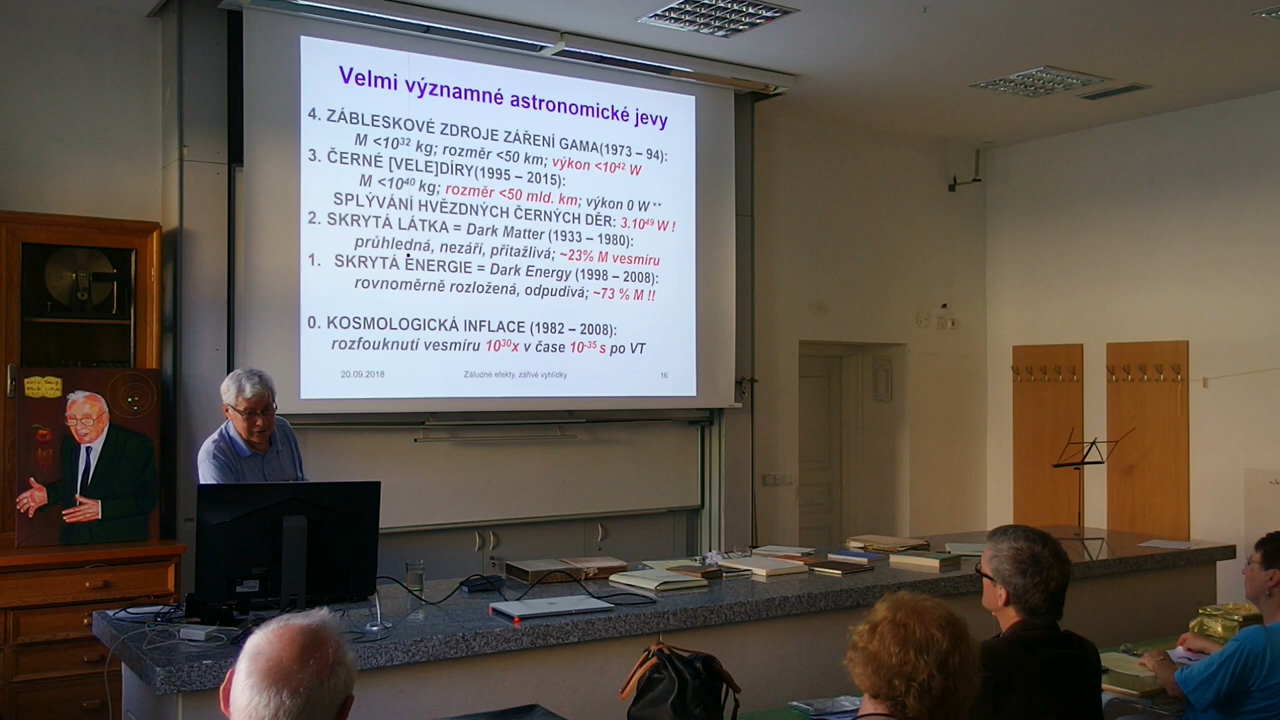 Velmi významné astronomické jevy
4. ZÁBLESKOVÉ ZDROJE ZÁŘENÍ GAMA(1973 – 94):
M <10³² kg; rozměr <50 km; výkon <10⁴² W
3. ČERNÉ [VELE]DÍRY(1995 – 2015):
M <10⁴⁰ kg; rozměr <50 mld. km; výkon 0 W **
SPLÝVÁNÍ HVĚZDNÝCH ČERNÝCH DĚR: 3.10⁴⁹ W !
2. SKRYTÁ LÁTKA = Dark Matter (1933 – 1980):
průhledná, nezáří, přitažlivá; ~23% M vesmíru
1. SKRYTÁ ENERGIE = Dark Energy (1998 – 2008):
rovnoměrně rozložená, odpudivá; ~73 % M !!
0. KOSMOLOGICKÁ INFLACE (1982 – 2008):
rozfouknutí vesmíru 10³⁰x v čase 10⁻³⁵ s po VT
20.09.2018 Záludné efekty, zářivé vyhlídky 16